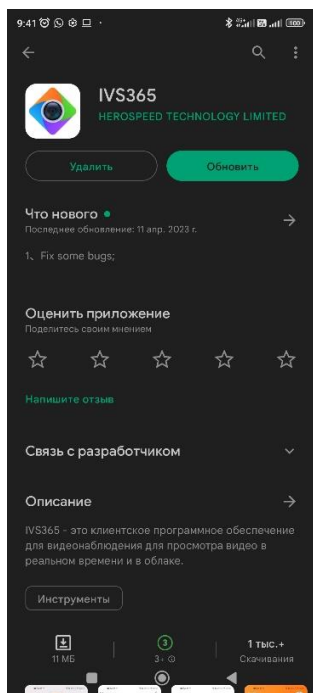 9:41
100
IVS365
HEROSPEED TECHNOLOGY LIMITED
Удалить
Обновить
Что нового
Последнее обновление: 11 апр. 2023 г.
1、Fix some bugs;
Оценить приложение
Поделитесь своим мнением
Напишите отзыв
Связь с разработчиком
Описание
IVS365 - это клиентское программное обеспечение
для видеонаблюдения для просмотра видео в
реальном времени и в облаке.
Инструменты
3
1 тыс.+
11 МБ
3+
Скачивания